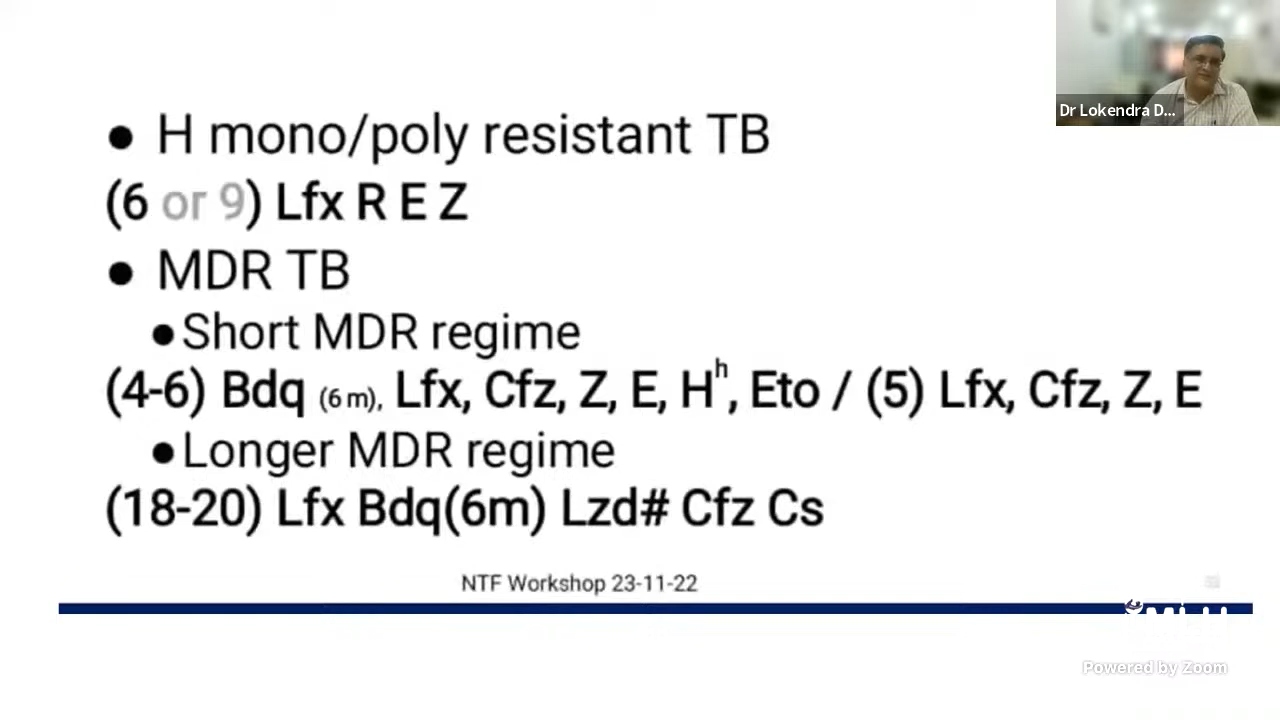 Dr Lokendra D...
● H mono/poly resistant TB
(6 or 9) Lfx R E Z
● MDR TB
● Short MDR regime
(4-6) Bdq (6 m), Lfx, Cfz, Z, E, Hʰ, Eto / (5) Lfx, Cfz, Z, E
● Longer MDR regime
(18-20) Lfx Bdq(6m) Lzd# Cfz Cs
NTF Workshop 23-11-22
Powered by Zoom